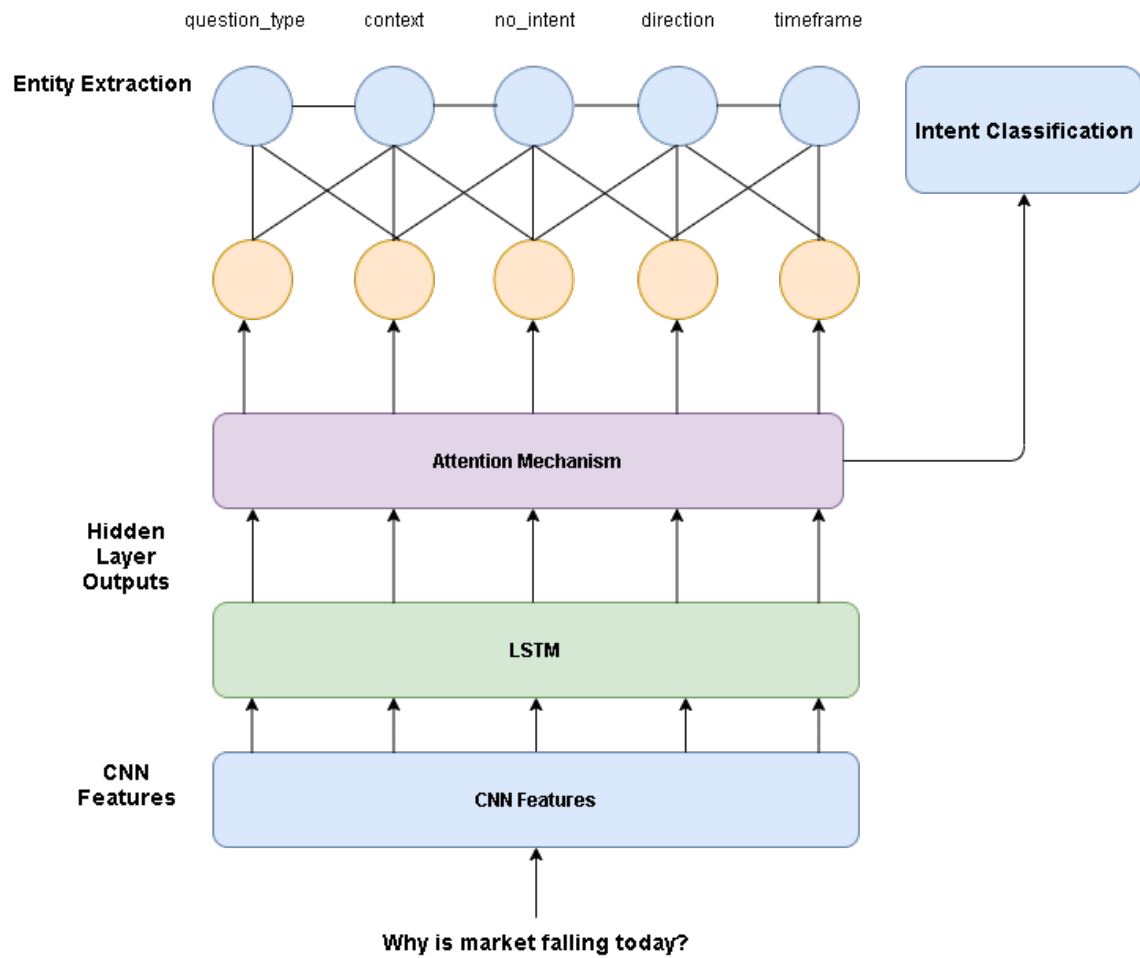 question_type
context
no_intent
direction
timeframe
Entity Extraction
Intent Classification
Attention Mechanism
Hidden
Layer
Outputs
LSTM
CNN
Features
CNN Features
Why is market falling today?